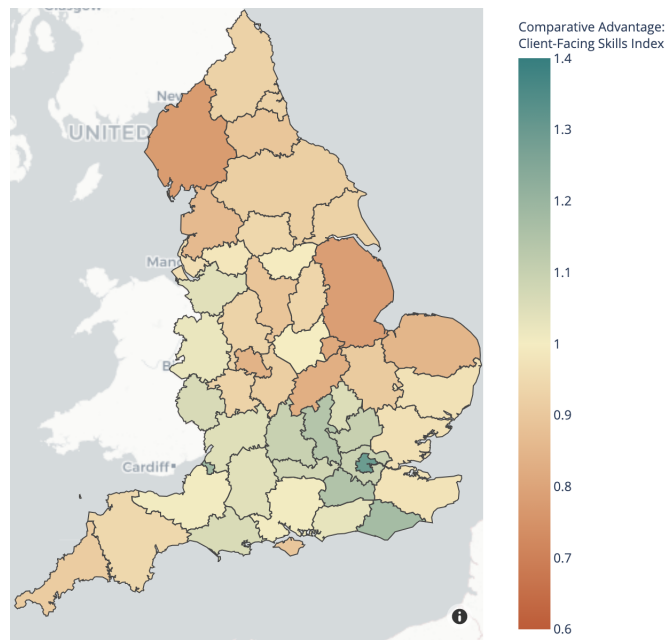 Comparative Advantage:
Client-Facing Skills Index
1.4
1.3
1.2
1.1
1
0.9
0.8
0.7
0.6
Glasgow
New
UNITED
Man
B
Cardiff
i